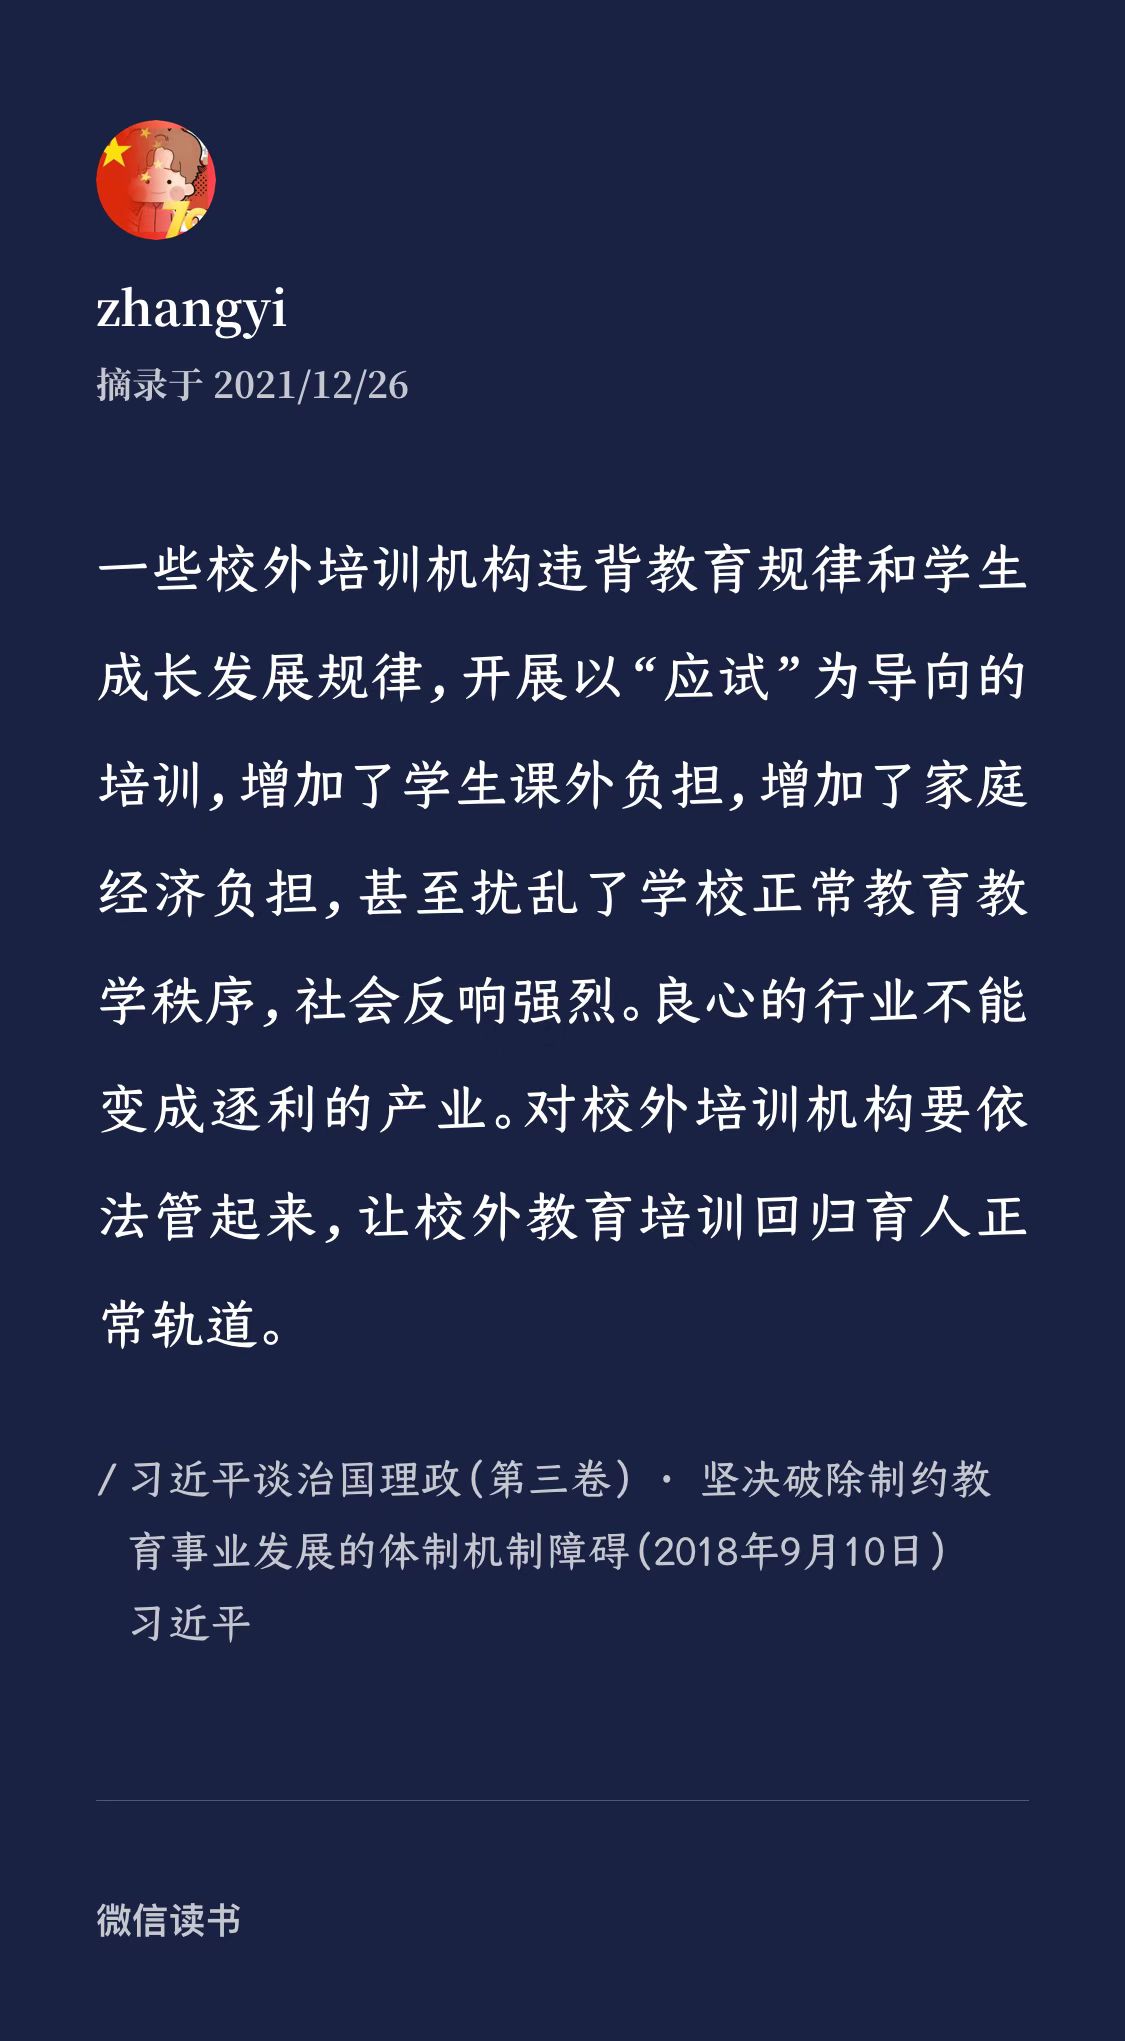 zhangyi
摘录于 2021/12/26
一些校外培训机构违背教育规律和学生
成长发展规律,开展以“应试”为导向的
培训,增加了学生课外负担,增加了家庭
经济负担,甚至扰乱了学校正常教育教
学秩序,社会反响强烈。良心的行业不能
变成逐利的产业。对校外培训机构要依
法管起来,让校外教育培训回归育人正
常轨道。
/ 习近平谈治国理政(第三卷) · 坚决破除制约教
育事业发展的体制机制障碍(2018年9月10日)
习近平
微信读书